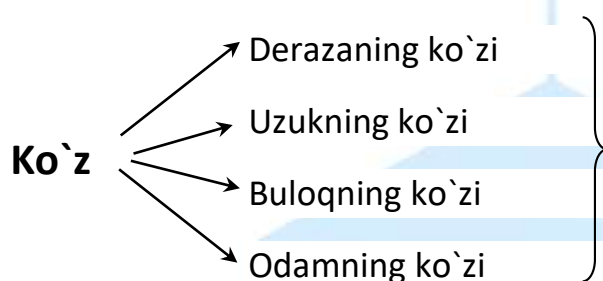 Derazaning ko`zi
Uzukning ko`zi
Ko`z
Buloqning ko`zi
Odamning ko`zi